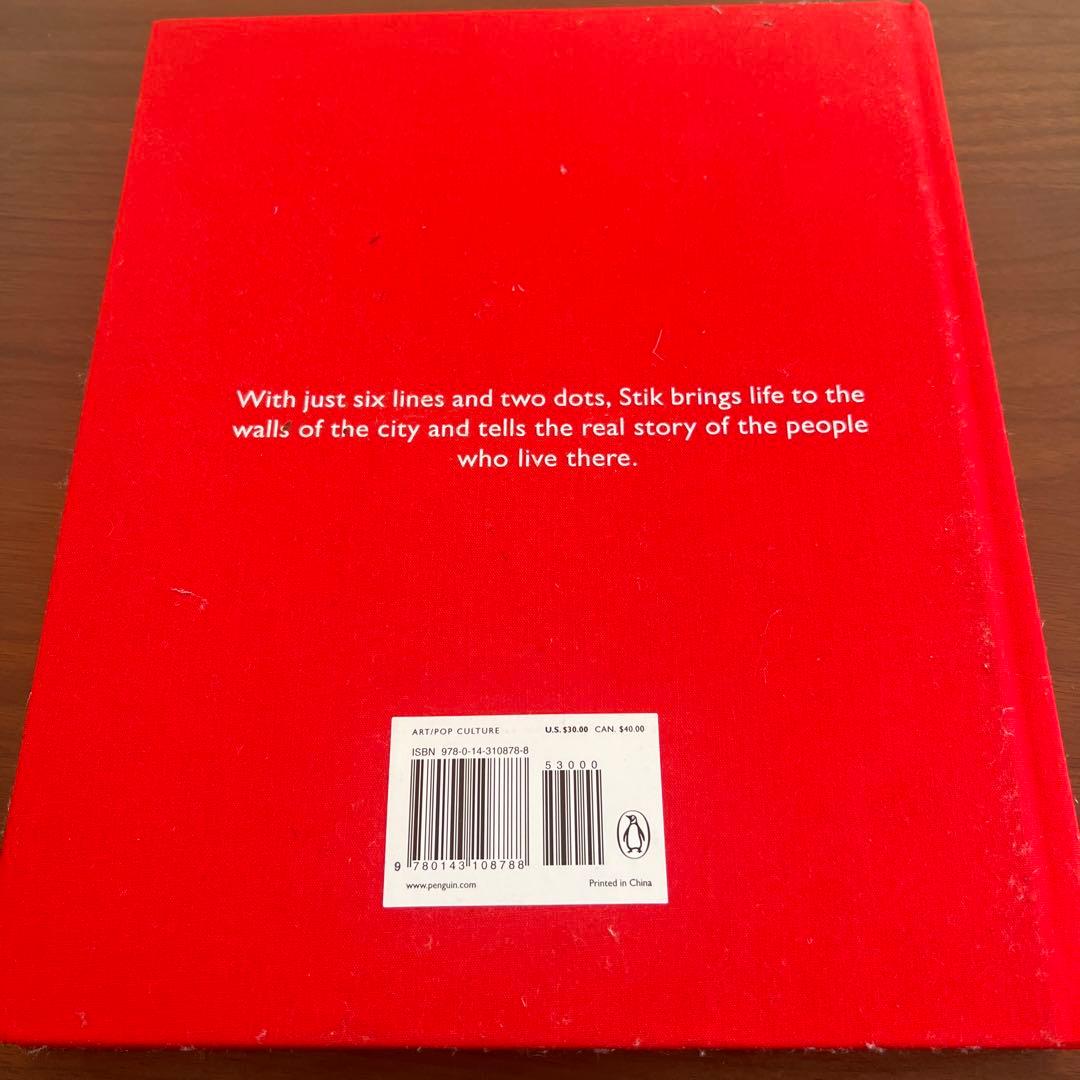 With just six lines and two dots, Stik brings life to the
walls of the city and tells the real story of the people
who live there.
ART/POP CULTURE U.S. $30.00 CAN. $40.00
ISBN 978-0-14-310878-8
53000
9 780143 108788
www.penguin.com Printed in China